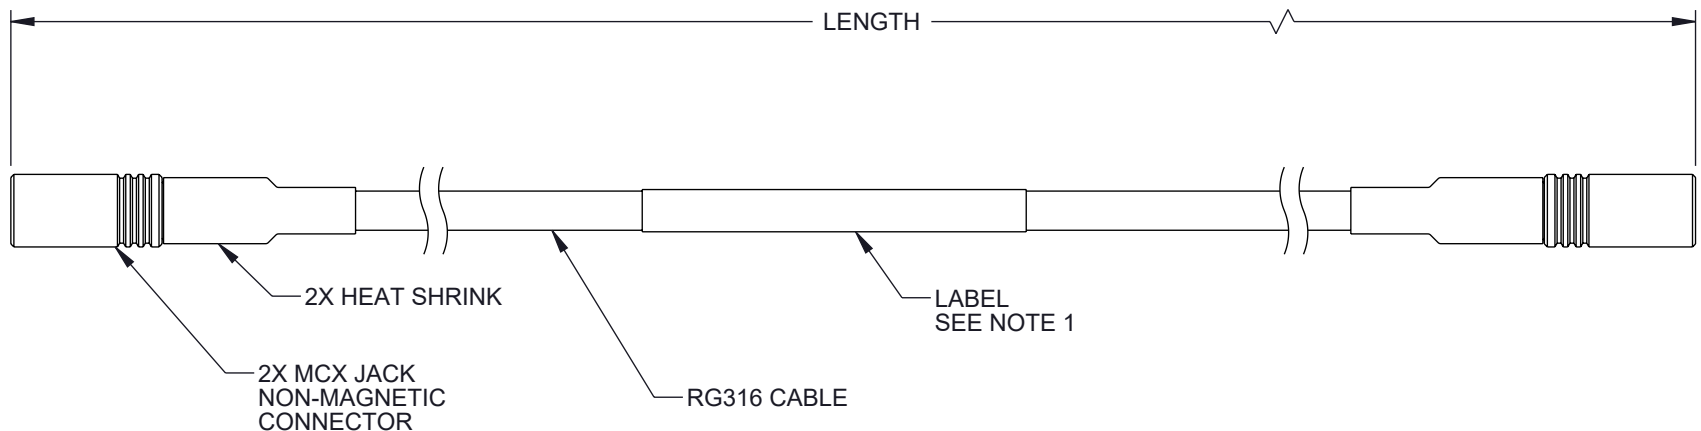 LENGTH
2X HEAT SHRINK
LABEL
SEE NOTE 1
2X MCX JACK
NON-MAGNETIC
CONNECTOR
RG316 CABLE